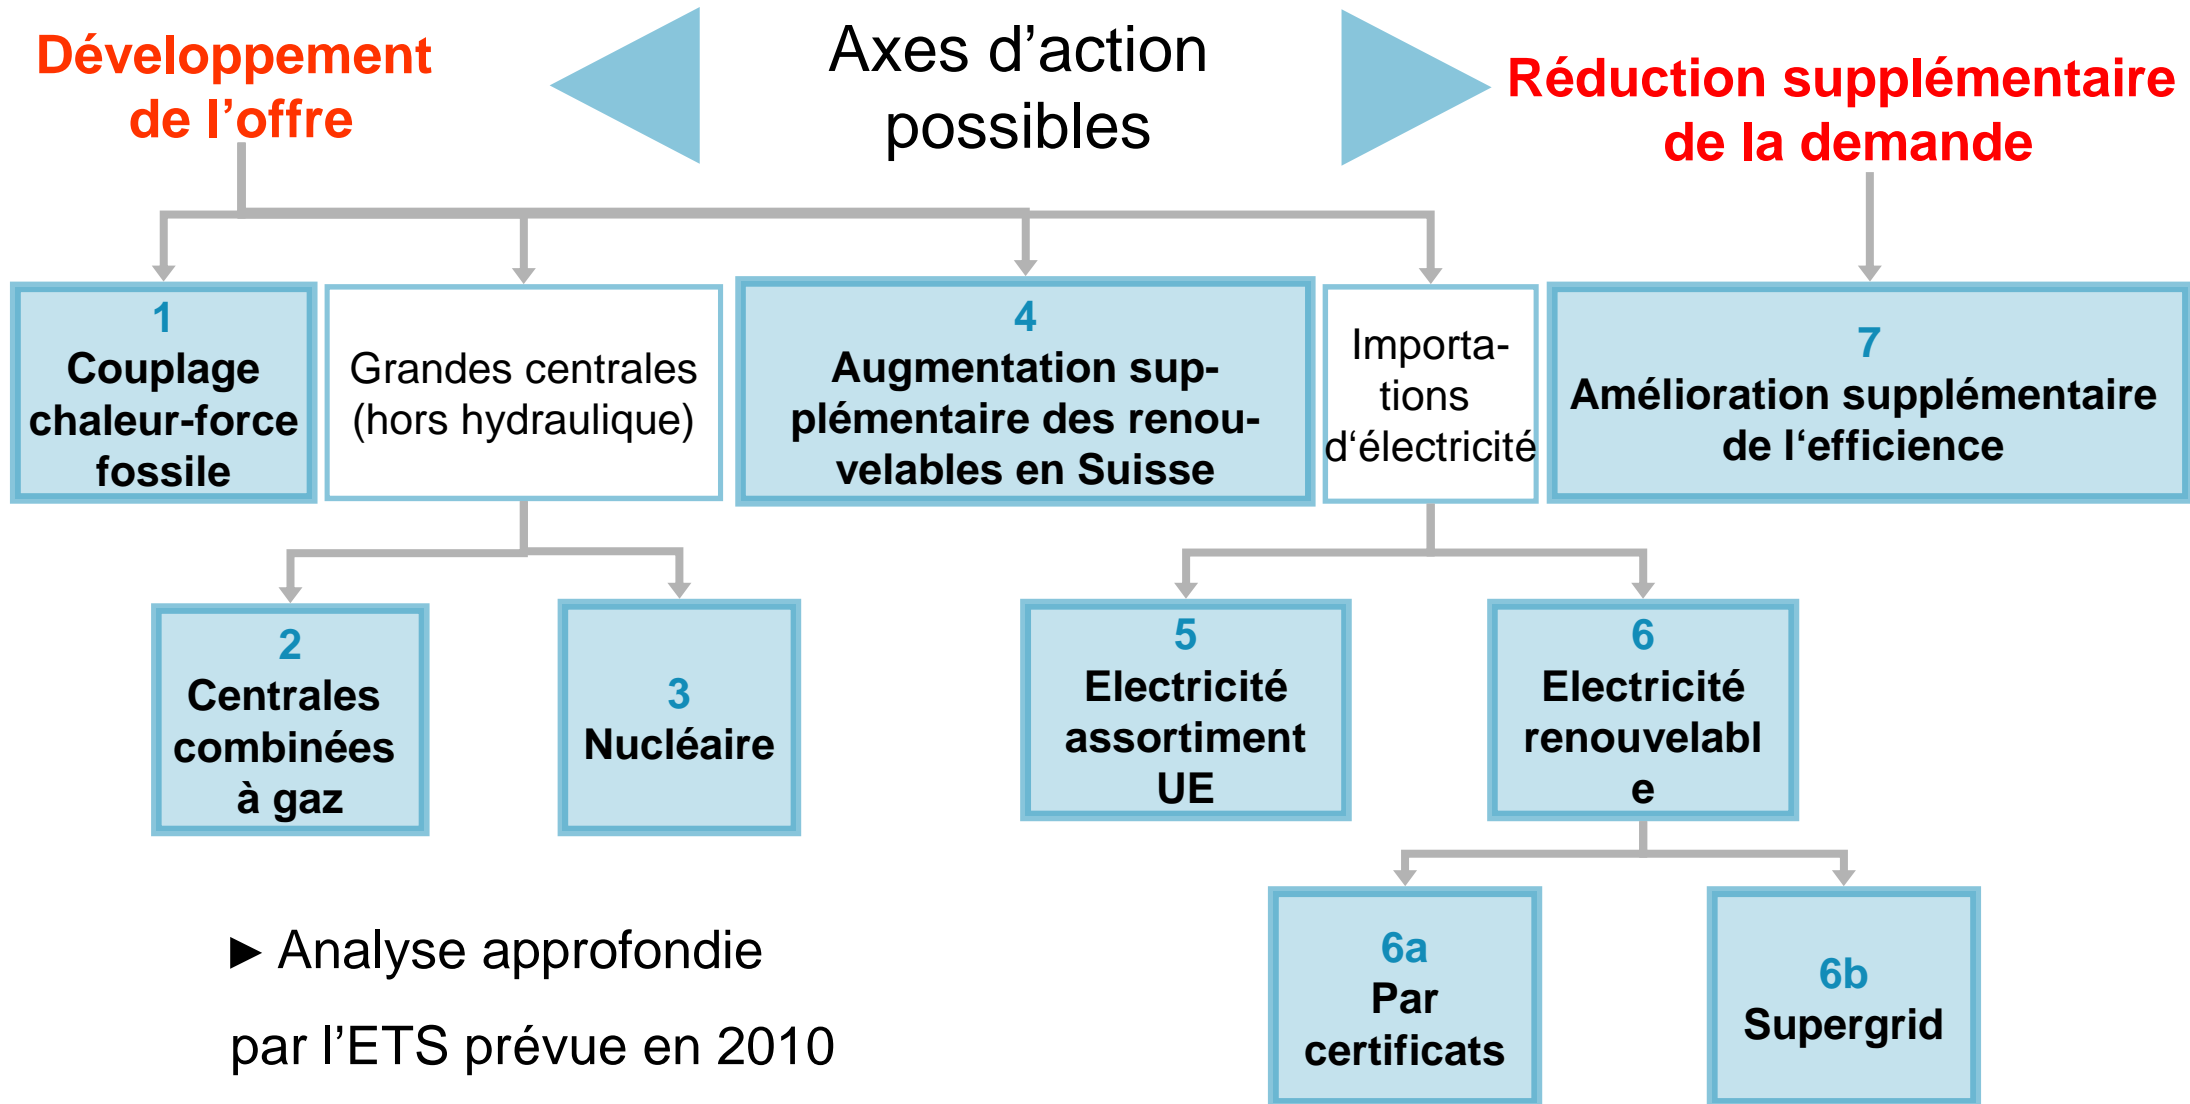 Axes d’action
possibles
Développement
de l’offre
Réduction supplémentaire
de la demande
1
Couplage
chaleur-force
fossile
Grandes centrales
(hors hydraulique)
4
Augmentation sup-
plémentaire des renou-
velables en Suisse
Importa-
tions
d‘électricité
7
Amélioration supplémentaire
de l‘efficience
2
Centrales
combinées
à gaz
3
Nucléaire
5
Electricité
assortiment
UE
6
Electricité
renouvelabl
e
6a
Par
certificats
6b
Supergrid
► Analyse approfondie
par l’ETS prévue en 2010